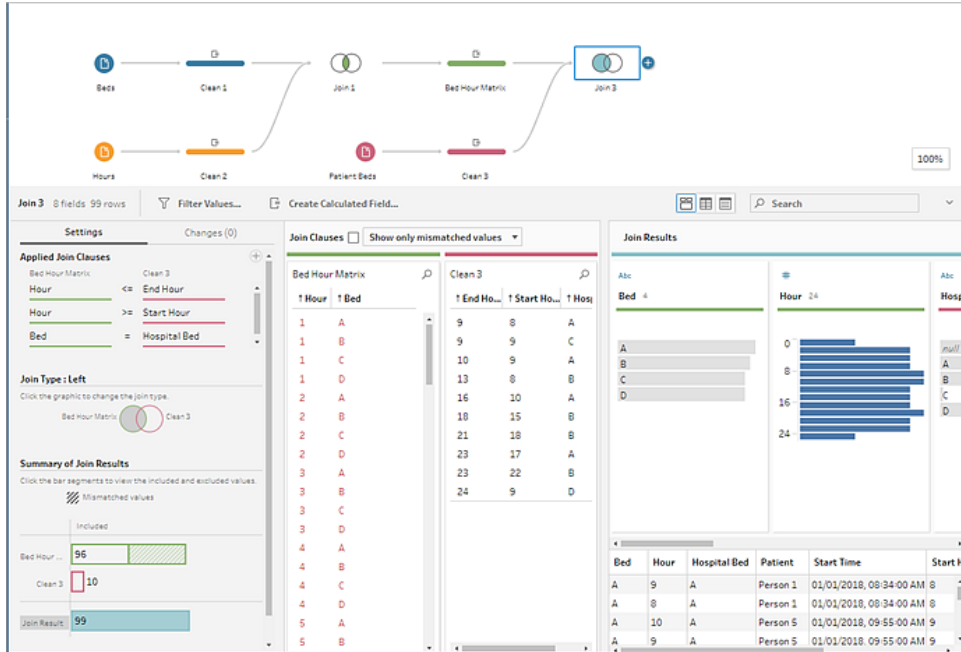 Beds
Clean 1
Join 1
Bed Hour Matrix
Join 3
Hours
Clean 2
Patient Beds
Clean 3
100%
Join 3 8 fields 99 rows Filter Values... Create Calculated Field... Search
Settings Changes (0)
Applied Join Clauses
Bed Hour Matrix Clean 3
Hour <= End Hour
Hour >= Start Hour
Bed = Hospital Bed
Join Type : Left
Click the graphic to change the join type.
Bed Hour Matrix Clean 3
Summary of Join Results
Click the bar segments to view the included and excluded values.
Mismatched values
Included
Bed Hour ... 96
Clean 3 10
Join Result 99
Join Clauses Show only mismatched values
Bed Hour Matrix
Hour Bed
1 A
1 B
1 C
1 D
2 A
2 B
2 C
2 D
3 A
3 B
3 C
3 D
4 A
4 B
4 C
4 D
5 A
5 B
Clean 3
End Ho... Start Ho... Hosp
9 8 A
9 9 C
10 9 A
13 8 B
16 10 A
18 15 B
21 18 B
23 17 A
23 22 B
24 9 D
Join Results
Abc
Bed 4
A
B
C
D
#
Hour 24
0
8
16
24
Abc
Hosp
null
A
B
C
D
Bed Hour Hospital Bed Patient Start Time Start H
A 9 A Person 1 01/01/2018, 08:34:00 AM 8
A 8 A Person 1 01/01/2018, 08:34:00 AM 8
A 10 A Person 5 01/01/2018, 09:55:00 AM 9
A 9 A Person 5 01/01/2018, 09:55:00 AM 9